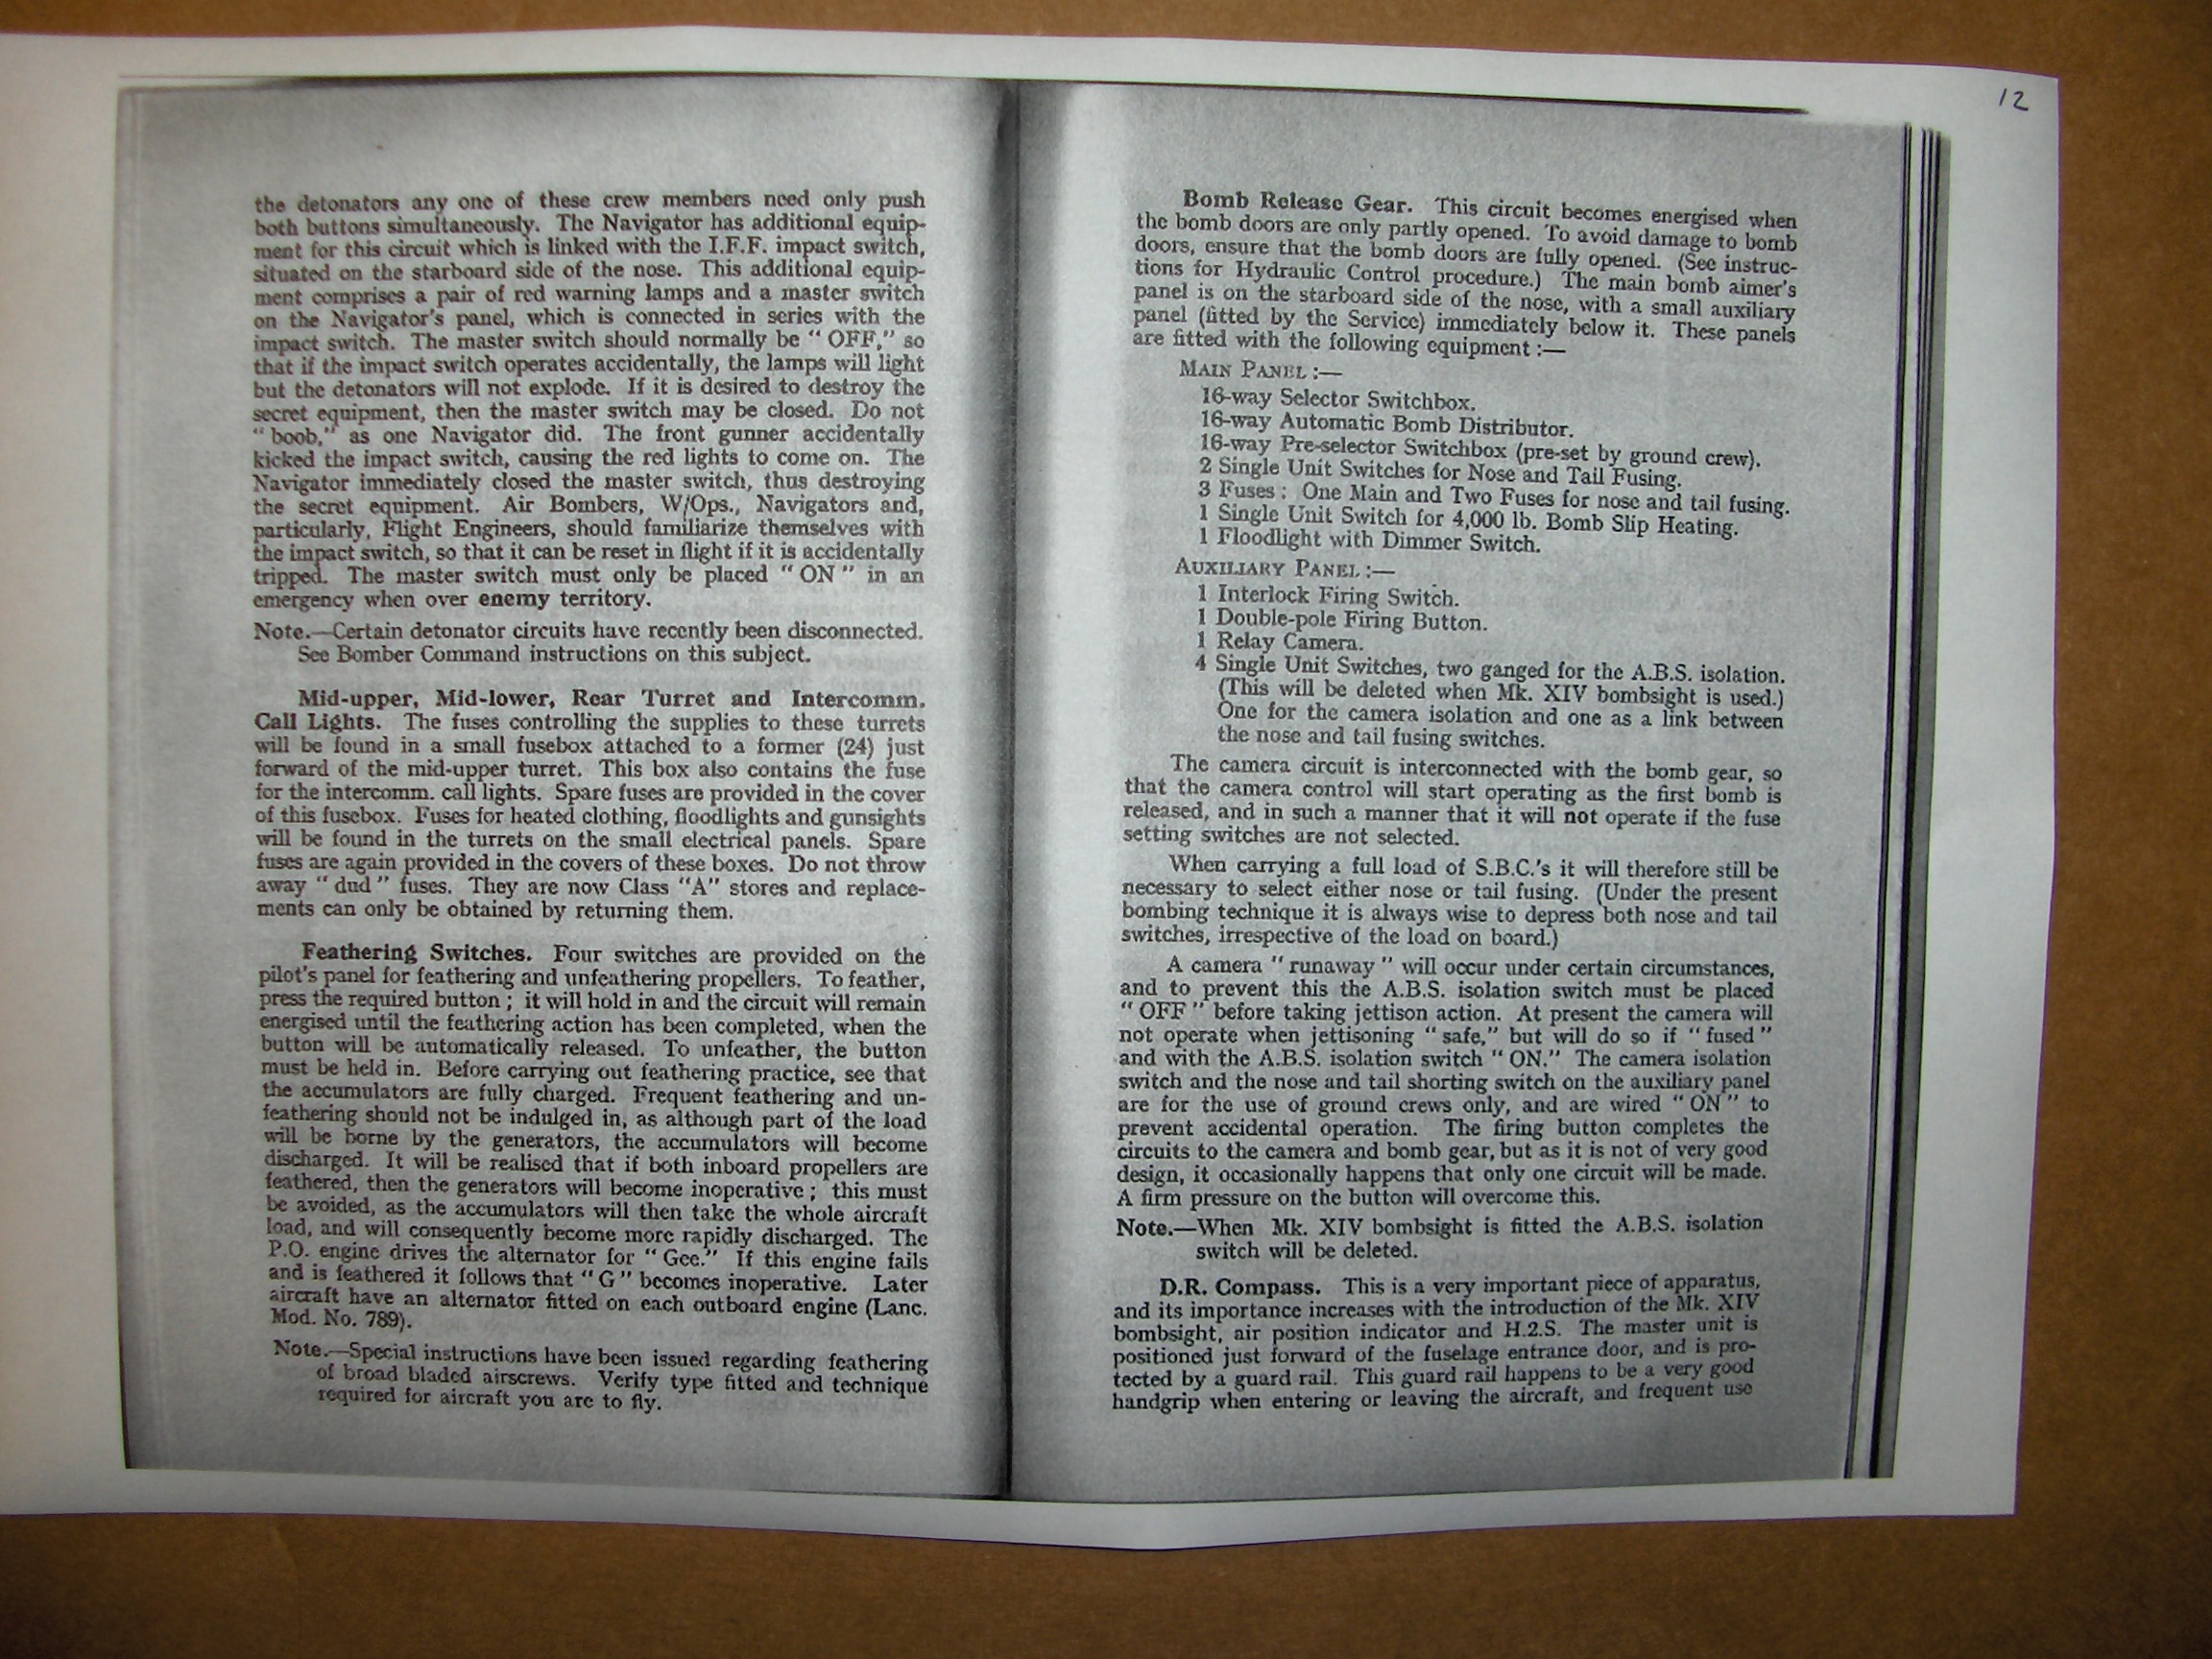 12
the detonators any one of these crew members need only push
both buttons simultaneously. The Navigator has additional equip-
ment for this circuit which is linked with the I.F.F. impact switch,
situated on the starboard side of the nose. This additional equip-
ment comprises a pair of red warning lamps and a master switch
on the Navigator's panel, which is connected in series with the
impact switch. The master switch should normally be " OFF," so
that if the impact switch operates accidentally, the lamps will light
but the detonators will not explode. If it is desired to destroy the
secret equipment, then the master switch may be closed. Do not
" boob," as one Navigator did. The front gunner accidentally
kicked the impact switch, causing the red lights to come on. The
Navigator immediately closed the master switch, thus destroying
the secret equipment. Air Bombers, W/Ops., Navigators and,
particularly, Flight Engineers, should familiarize themselves with
the impact switch, so that it can be reset in flight if it is accidentally
tripped. The master switch must only be placed " ON " in an
emergency when over enemy territory.
Note.—Certain detonator circuits have recently been disconnected.
See Bomber Command instructions on this subject.
Mid-upper, Mid-lower, Rear Turret and Intercomm.
Call Lights. The fuses controlling the supplies to these turrets
will be found in a small fusebox attached to a former (24) just
forward of the mid-upper turret. This box also contains the fuse
for the intercomm. call lights. Spare fuses are provided in the cover
of this fusebox. Fuses for heated clothing, floodlights and gunsights
will be found in the turrets on the small electrical panels. Spare
fuses are again provided in the covers of these boxes. Do not throw
away " dud " fuses. They are now Class "A" stores and replace-
ments can only be obtained by returning them.
Feathering Switches. Four switches are provided on the
pilot's panel for feathering and unfeathering propellers. To feather,
press the required button ; it will hold in and the circuit will remain
energised until the feathering action has been completed, when the
button will be automatically released. To unfeather, the button
must be held in. Before carrying out feathering practice, see that
the accumulators are fully charged. Frequent feathering and un-
feathering should not be indulged in, as although part of the load
will be borne by the generators, the accumulators will become
discharged. It will be realised that if both inboard propellers are
feathered, then the generators will become inoperative ; this must
be avoided, as the accumulators will then take the whole aircraft
load, and will consequently become more rapidly discharged. The
P.O. engine drives the alternator for " Gee." If this engine fails
and is feathered it follows that " G " becomes inoperative. Later
aircraft have an alternator fitted on each outboard engine (Lanc.
Mod. No. 789).
Note.—Special instructions have been issued regarding feathering
of broad bladed airscrews. Verify type fitted and technique
required for aircraft you are to fly.
Bomb Release Gear. This circuit becomes energised when
the bomb doors are only partly opened. To avoid damage to bomb
doors, ensure that the bomb doors are fully opened. (See instruc-
tions for Hydraulic Control procedure.) The main bomb aimer's
panel is on the starboard side of the nose, with a small auxiliary
panel (fitted by the Service) immediately below it. These panels
are fitted with the following equipment :—
MAIN PANEL :—
16-way Selector Switchbox.
16-way Automatic Bomb Distributor.
16-way Pre-selector Switchbox (pre-set by ground crew).
2 Single Unit Switches for Nose and Tail Fusing.
3 Fuses : One Main and Two Fuses for nose and tail fusing.
1 Single Unit Switch for 4,000 lb. Bomb Slip Heating.
1 Floodlight with Dimmer Switch.
AUXILIARY PANEL :—
1 Interlock Firing Switch.
1 Double-pole Firing Button.
1 Relay Camera.
4 Single Unit Switches, two ganged for the A.B.S. isolation.
(This will be deleted when Mk. XIV bombsight is used.)
One for the camera isolation and one as a link between
the nose and tail fusing switches.
The camera circuit is interconnected with the bomb gear, so
that the camera control will start operating as the first bomb is
released, and in such a manner that it will not operate if the fuse
setting switches are not selected.
When carrying a full load of S.B.C.'s it will therefore still be
necessary to select either nose or tail fusing. (Under the present
bombing technique it is always wise to depress both nose and tail
switches, irrespective of the load on board.)
A camera " runaway " will occur under certain circumstances,
and to prevent this the A.B.S. isolation switch must be placed
" OFF " before taking jettison action. At present the camera will
not operate when jettisoning " safe," but will do so if " fused "
and with the A.B.S. isolation switch " ON." The camera isolation
switch and the nose and tail shorting switch on the auxiliary panel
are for the use of ground crews only, and are wired " ON " to
prevent accidental operation. The firing button completes the
circuits to the camera and bomb gear, but as it is not of very good
design, it occasionally happens that only one circuit will be made.
A firm pressure on the button will overcome this.
Note.—When Mk. XIV bombsight is fitted the A.B.S. isolation
switch will be deleted.
D.R. Compass. This is a very important piece of apparatus,
and its importance increases with the introduction of the Mk. XIV
bombsight, air position indicator and H.2.S. The master unit is
positioned just forward of the fuselage entrance door, and is pro-
tected by a guard rail. This guard rail happens to be a very good
handgrip when entering or leaving the aircraft, and frequent use